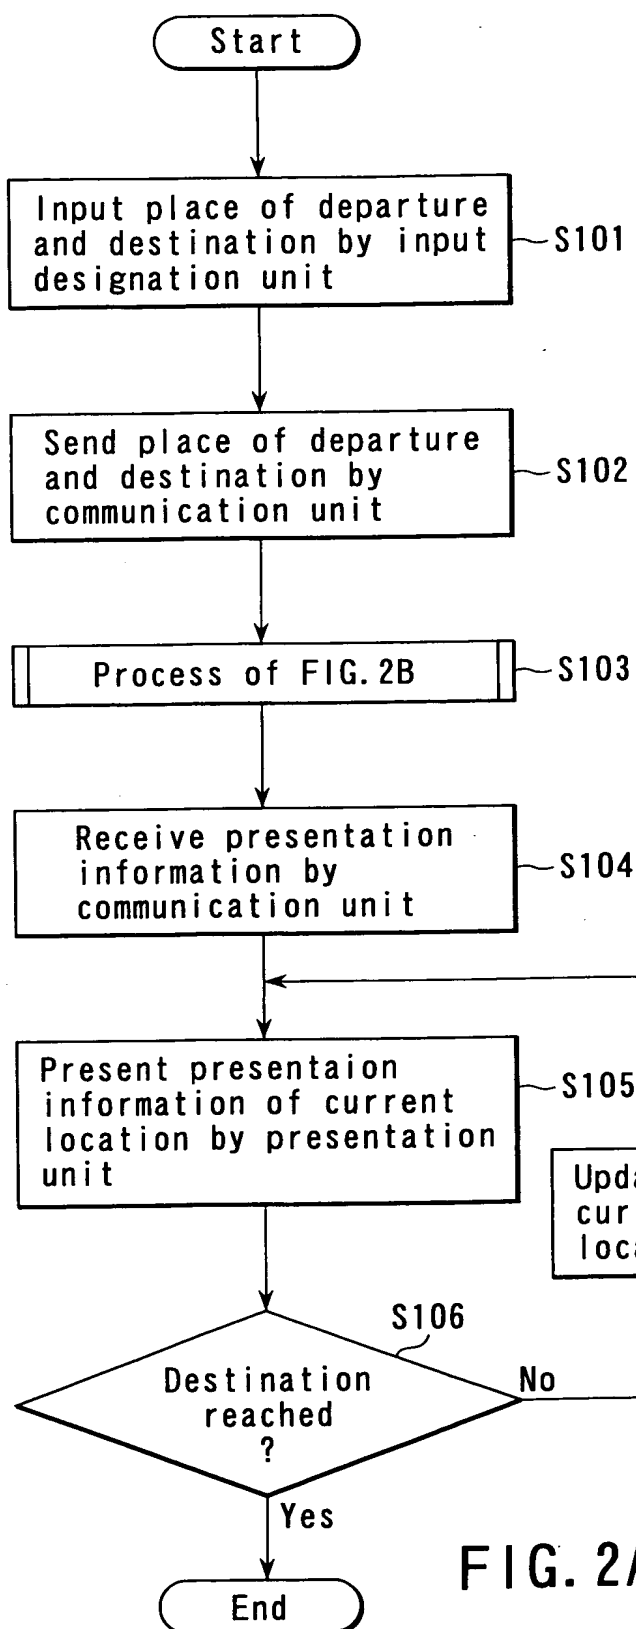 Start
Input place of departure
and destination by input
designation unit
S101
Send place of departure
and destination by
communication unit
S102
Process of FIG. 2B
S103
Receive presentation
information by
communication unit
S104
Present presentaion
information of current
location by presentation
unit
S105
S106
Destination
reached
?
No
Yes
End